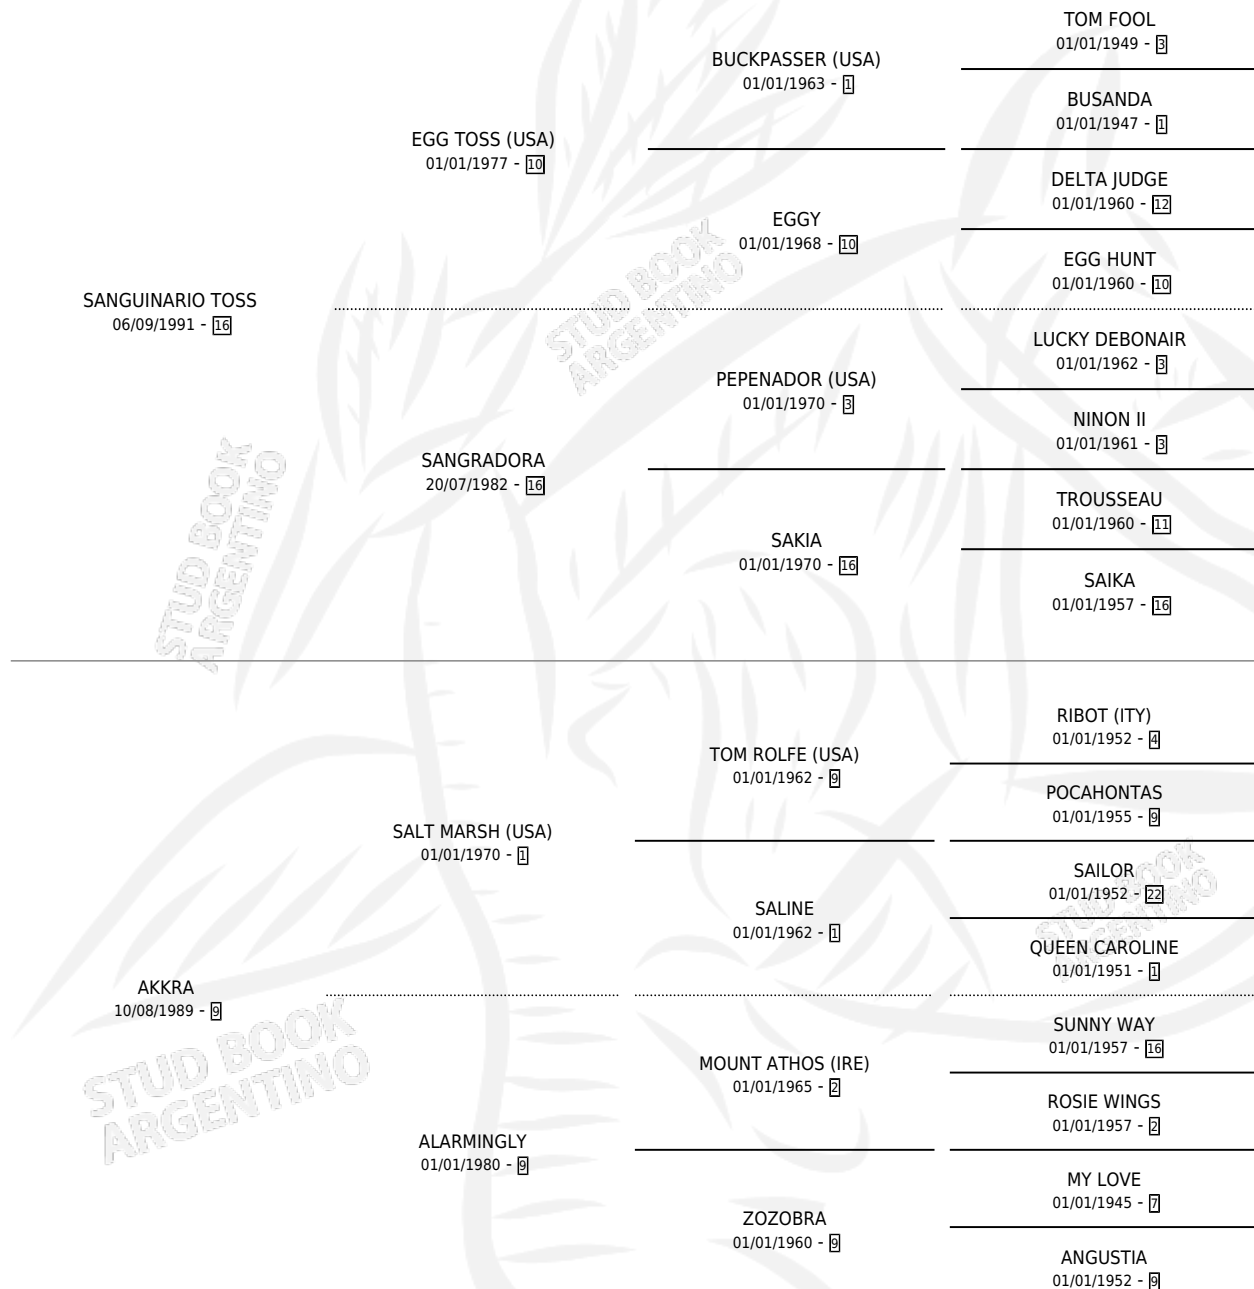 SANGUINARIO TOSS
06/09/1991 - 16
EGG TOSS (USA)
01/01/1977 - 10
BUCKPASSER (USA)
01/01/1963 - 1
TOM FOOL
01/01/1949 - 3
BUSANDA
01/01/1947 - 1
EGGY
01/01/1968 - 10
DELTA JUDGE
01/01/1960 - 12
EGG HUNT
01/01/1960 - 10
SANGRADORA
20/07/1982 - 16
PEPENADOR (USA)
01/01/1970 - 3
LUCKY DEBONAIR
01/01/1962 - 3
NINON II
01/01/1961 - 3
SAKIA
01/01/1970 - 16
TROUSSEAU
01/01/1960 - 11
SAIKA
01/01/1957 - 16
AKKRA
10/08/1989 - 9
SALT MARSH (USA)
01/01/1970 - 1
TOM ROLFE (USA)
01/01/1962 - 9
RIBOT (ITY)
01/01/1952 - 4
POCAHONTAS
01/01/1955 - 9
SALINE
01/01/1962 - 1
SAILOR
01/01/1952 - 22
QUEEN CAROLINE
01/01/1951 - 1
ALARMINGLY
01/01/1980 - 9
MOUNT ATHOS (IRE)
01/01/1965 - 2
SUNNY WAY
01/01/1957 - 16
ROSIE WINGS
01/01/1957 - 2
ZOZOBRA
01/01/1960 - 9
MY LOVE
01/01/1945 - 7
ANGUSTIA
01/01/1952 - 9
STUD BOOK
ARGENTINO
STUD BOOK
ARGENTINO
STUD BOOK
ARGENTINO
STUD BOOK
ARGENTINO